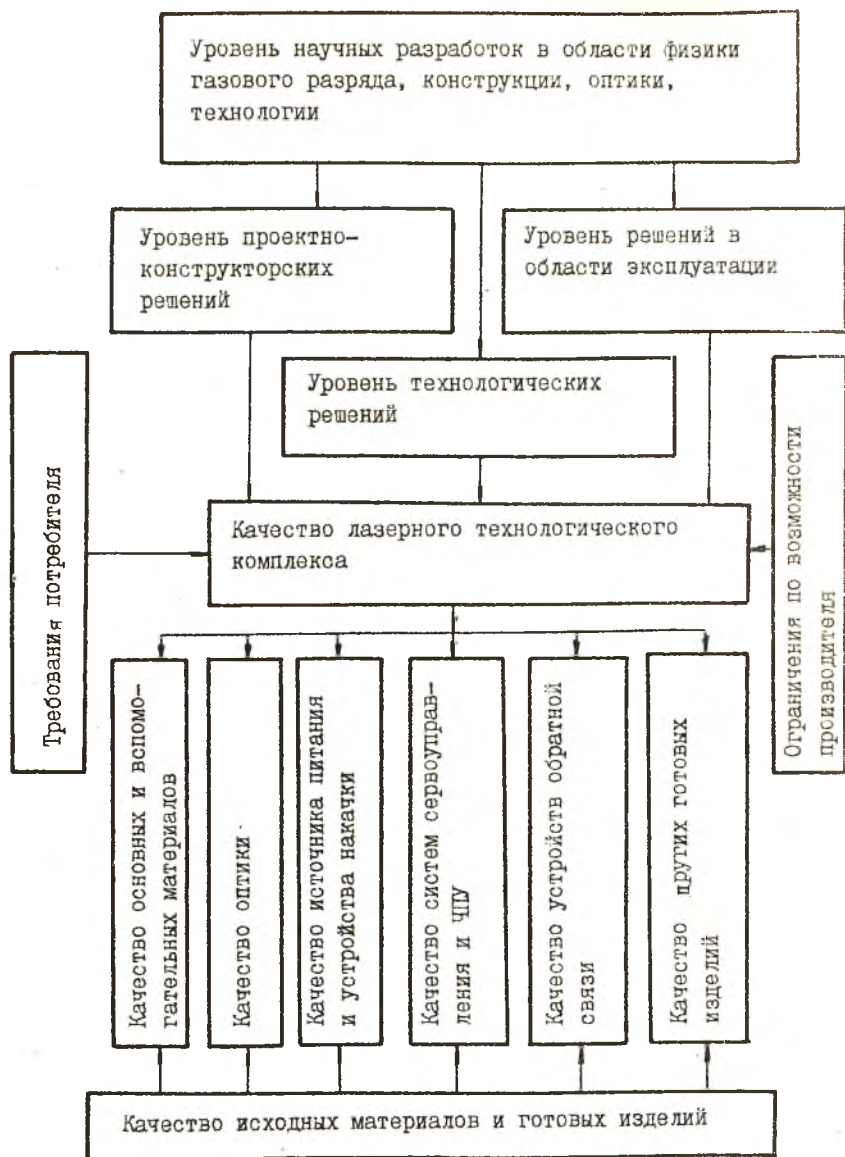 Уровень научных разработок в области физики
газового разряда, конструкции, оптики,
технологии
Уровень проектно-
конструкторских
решений
Уровень решений в
области эксплуатации
Уровень технологических
решений
Требования потребителя
Качество лазерного технологического
комплекса
Ограничения по возможности
производителя
Качество основных и вспомо-
гательных материалов
Качество оптики
Качество источника питания
и устройства накачки
Качество систем сервоуправ-
ления и ЧПУ
Качество устройств обратной
связи
Качество других готовых
изделий
Качество исходных материалов и готовых изделий